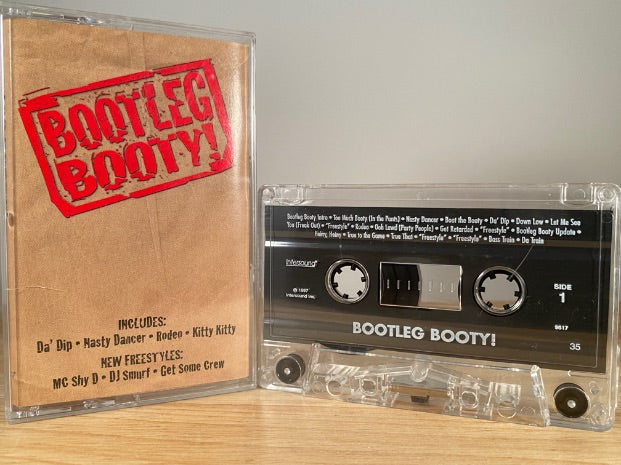 BOOTLEG
BOOTY!
INCLUDES:
Da' Dip • Nasty Dancer • Rodeo • Kitty Kitty
NEW FREESTYLES:
MC Shy D • DJ Smurf • Get Some Crew
Bootleg Booty Intro • Too Much Booty (In the Pants) • Nasty Dancer • Boot the Booty • Da' Dip • Down Low • Let Me See
You (Freak Out) • "Freestyle" • Rodeo • Ooh Lawd (Party People) • Get Retarded • "Freestyle" • Bootleg Booty Update •
• True to the Game • True That • "Freestyle" • "Freestyle" • Bass Train • Da Train
Intersound®
© 1997
Intersound Inc.
SIDE
1
9517
35
BOOTLEG BOOTY!